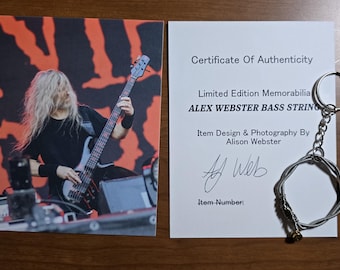 Certificate Of Authenticity
Limited Edition Memorabilia
ALEX WEBSTER BASS STRING
Item Design & Photography By
Alison Webster
Item Number: